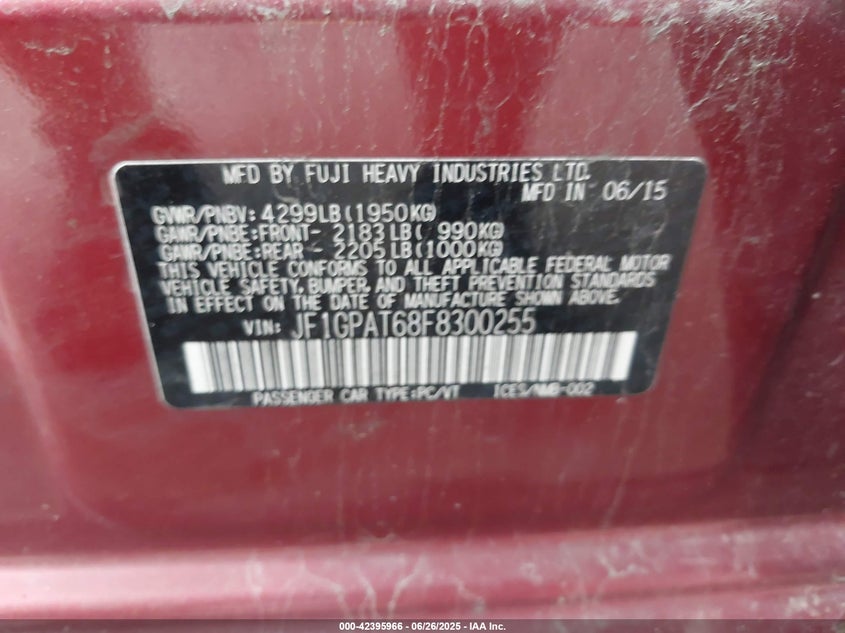 MFD BY FUJI HEAVY INDUSTRIES LTD.
MFD IN 06/15
GVWR/PNBV: 4299LB(1950KG)
GAWR/PNBE:FRONT- 2183LB( 990KG)
GAWR/PNBE:REAR - 2205LB(1000KG)
THIS VEHICLE CONFORMS TO ALL APPLICABLE FEDERAL MOTOR
VEHICLE SAFETY, BUMPER, AND THEFT PREVENTION STANDARDS
IN EFFECT ON THE DATE OF MANUFACTURE SHOWN ABOVE.
VIN: JF1GPAT68F8300255
PASSENGER CAR TYPE:PC/VT ICES/NMB-002
000-42395966 - 06/26/2025 - IAA Inc.